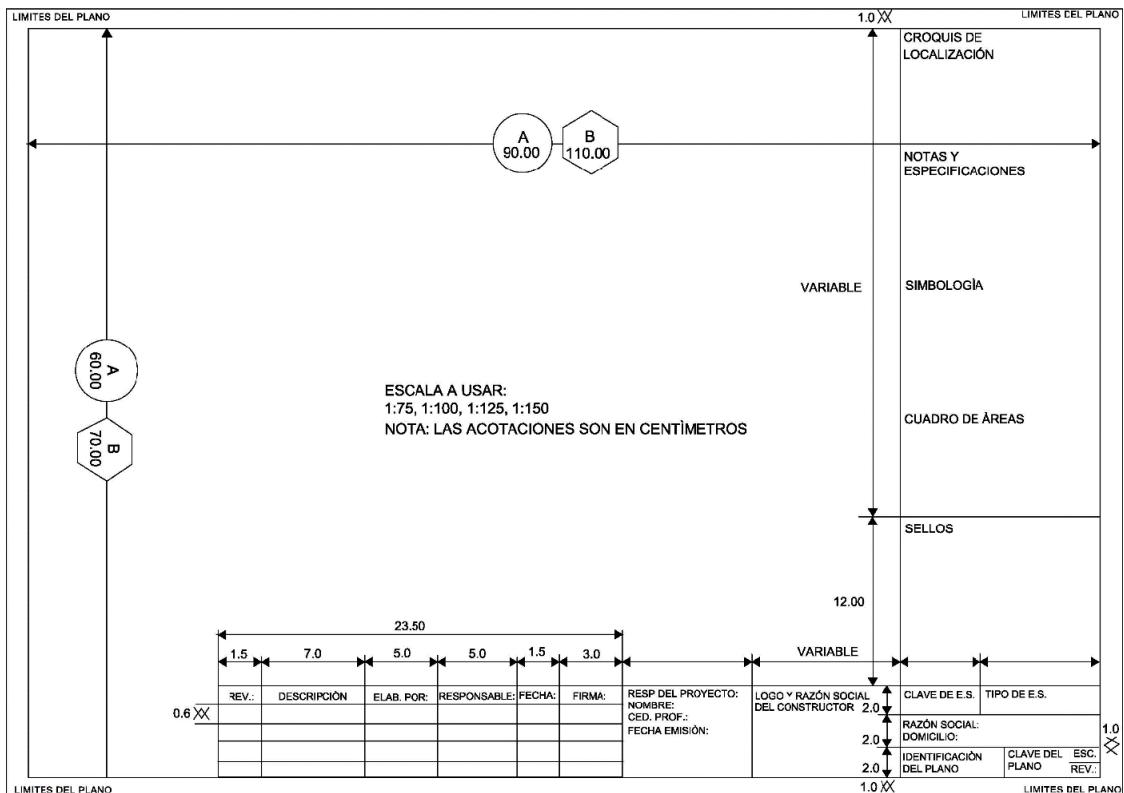 LIMITES DEL PLANO
1.0
LIMITES DEL PLANO
CROQUIS DE
LOCALIZACIÓN
A
90.00
B
110.00
NOTAS Y
ESPECIFICACIONES
VARIABLE
SIMBOLOGÌA
A
60.00
B
70.00
ESCALA A USAR:
1:75, 1:100, 1:125, 1:150
NOTA: LAS ACOTACIONES SON EN CENTÌMETROS
CUADRO DE ÀREAS
SELLOS
12.00
23.50
1.5 7.0 5.0 5.0 1.5 3.0
VARIABLE
REV.: DESCRIPCIÓN ELAB. POR: RESPONSABLE: FECHA: FIRMA:
0.6
RESP DEL PROYECTO:
NOMBRE:
CED. PROF.:
FECHA EMISIÓN:
LOGO Y RAZÓN SOCIAL
DEL CONSTRUCTOR
2.0
CLAVE DE E.S. TIPO DE E.S.
2.0
RAZÓN SOCIAL:
DOMICILIO:
1.0
2.0
IDENTIFICACIÓN
DEL PLANO
CLAVE DEL
PLANO
ESC.
REV.:
LIMITES DEL PLANO
1.0
LIMITES DEL PLANO